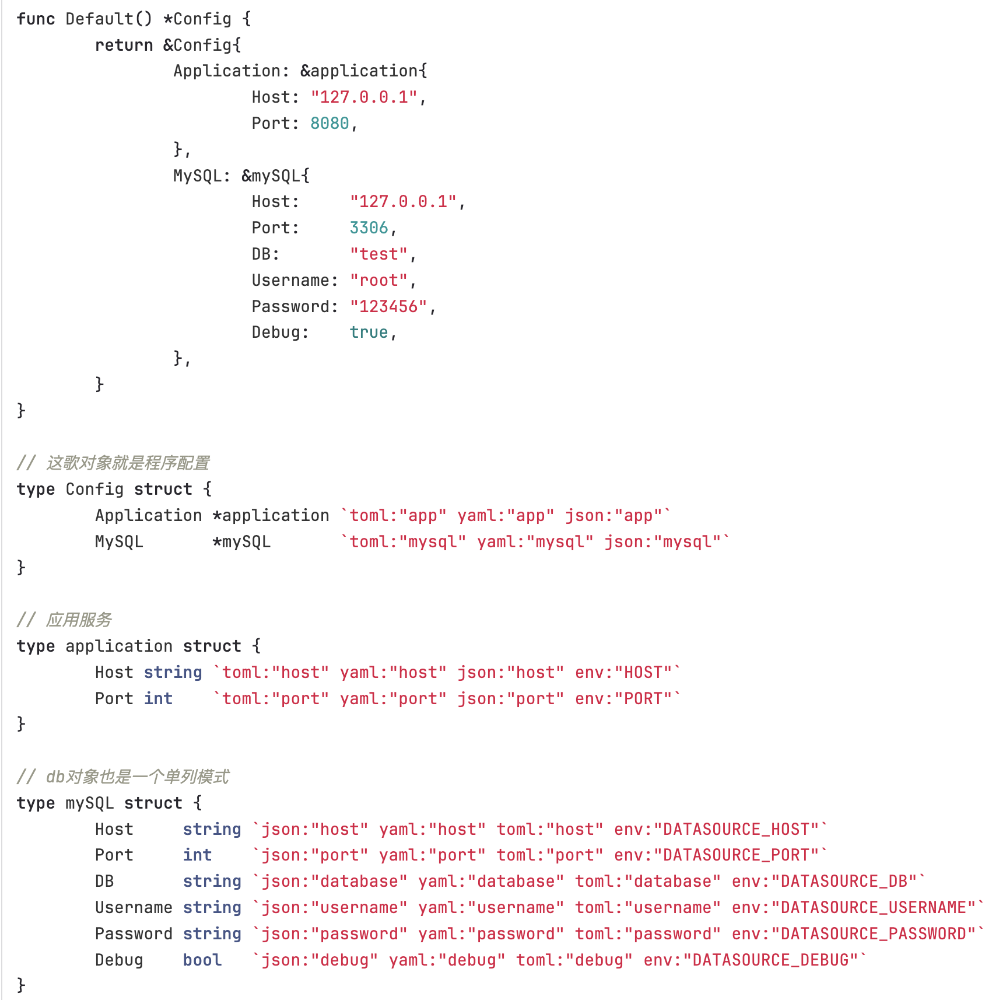 func Default() *Config {
        return &Config{
                Application: &application{
                        Host: "127.0.0.1",
                        Port: 8080,
                },
                MySQL: &mySQL{
                        Host:     "127.0.0.1",
                        Port:     3306,
                        DB:       "test",
                        Username: "root",
                        Password: "123456",
                        Debug:    true,
                },
        }
}

// 这歌对象就是程序配置
type Config struct {
        Application *application `toml:"app" yaml:"app" json:"app"`
        MySQL       *mySQL       `toml:"mysql" yaml:"mysql" json:"mysql"`
}

// 应用服务
type application struct {
        Host string `toml:"host" yaml:"host" json:"host" env:"HOST"`
        Port int    `toml:"port" yaml:"port" json:"port" env:"PORT"`
}

// db对象也是一个单列模式
type mySQL struct {
        Host     string `json:"host" yaml:"host" toml:"host" env:"DATASOURCE_HOST"`
        Port     int    `json:"port" yaml:"port" toml:"port" env:"DATASOURCE_PORT"`
        DB       string `json:"database" yaml:"database" toml:"database" env:"DATASOURCE_DB"`
        Username string `json:"username" yaml:"username" toml:"username" env:"DATASOURCE_USERNAME"`
        Password string `json:"password" yaml:"password" toml:"password" env:"DATASOURCE_PASSWORD"`
        Debug    bool   `json:"debug" yaml:"debug" toml:"debug" env:"DATASOURCE_DEBUG"`
}